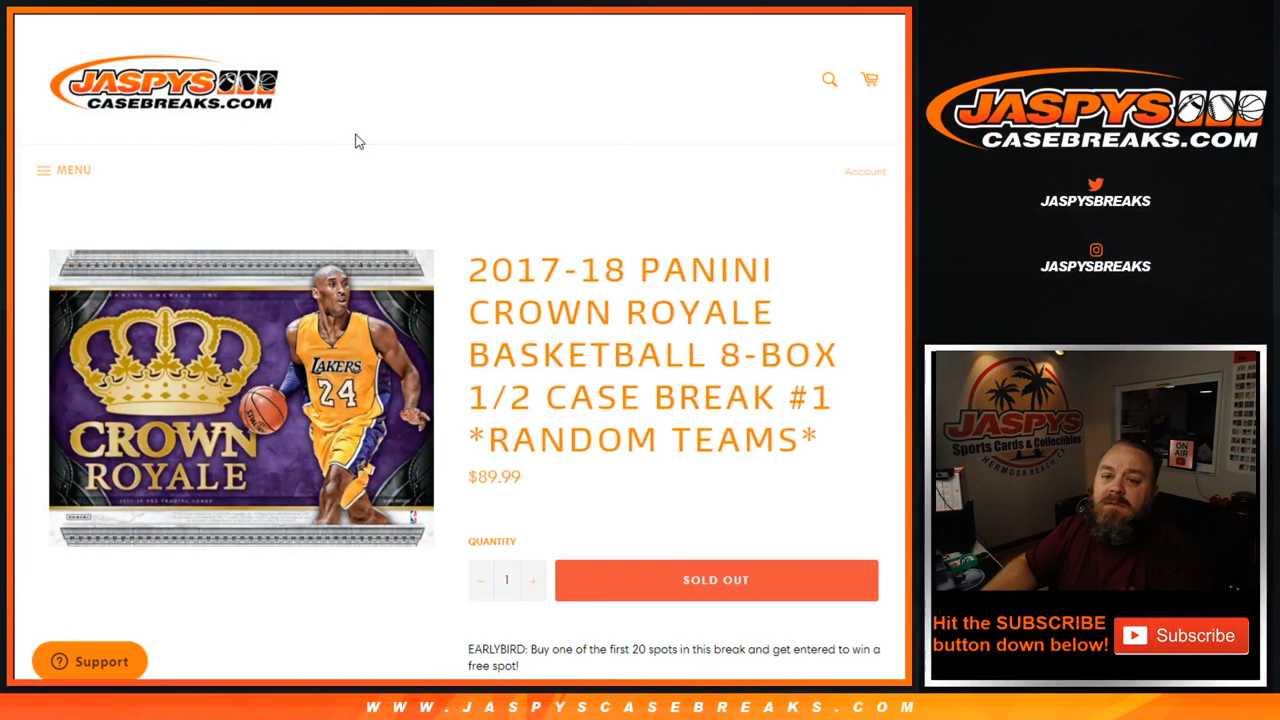 JASPYS
CASEBREAKS.COM
MENU
Account
CROWN
ROYALE
LAKERS
24
PANINI
2017-18 PANINI
CROWN ROYALE
BASKETBALL 8-BOX
1/2 CASE BREAK #1
*RANDOM TEAMS*
$89.99
QUANTITY
− 1 +
SOLD OUT
EARLYBIRD: Buy one of the first 20 spots in this break and get entered to win a
free spot!
Support
JASPYS
CASEBREAKS.COM
JASPYSBREAKS
JASPYSBREAKS
JASPYS
Sports Cards & Collectibles
HERMOSA BEACH, CA
ON
AIR
Hit the SUBSCRIBE
button down below!
Subscribe
WWW.JASPYSCASEBREAKS.COM